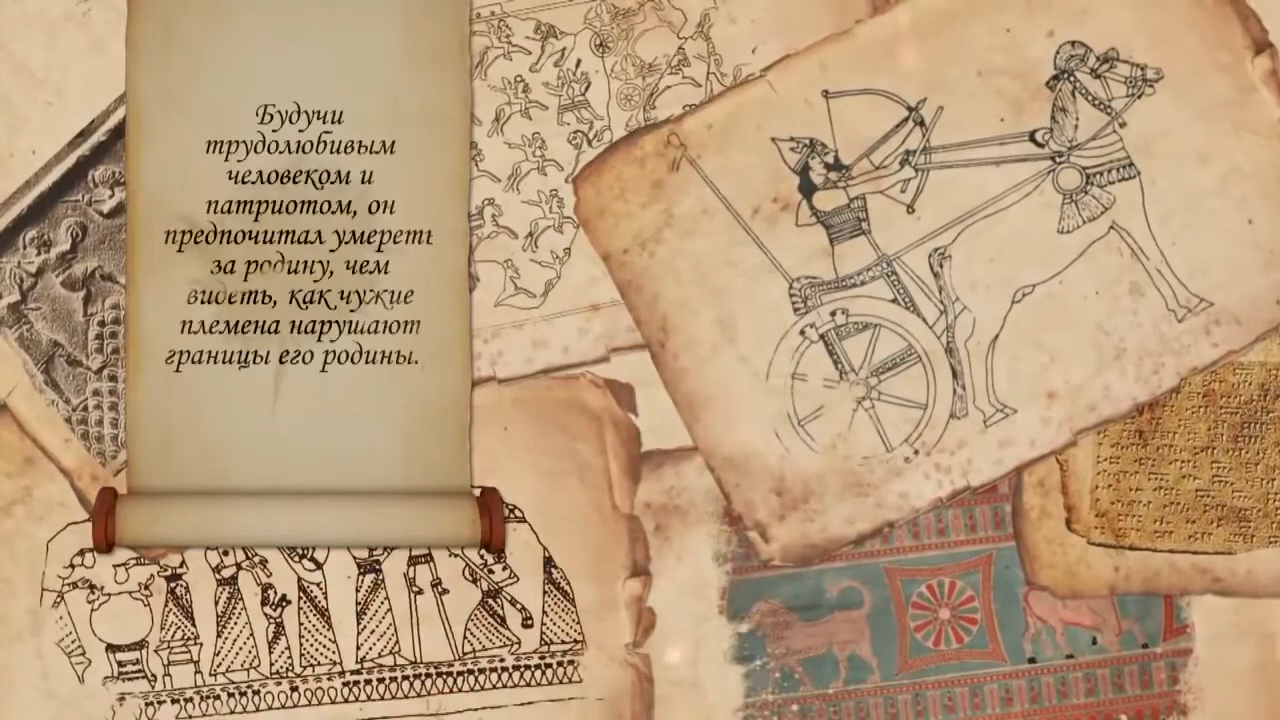 Будучи
трудолюбивым
человеком и
патриотом, он
предпочитал умереть
за родину, чем
видеть, как чужие
племена нарушают
границы его родины.